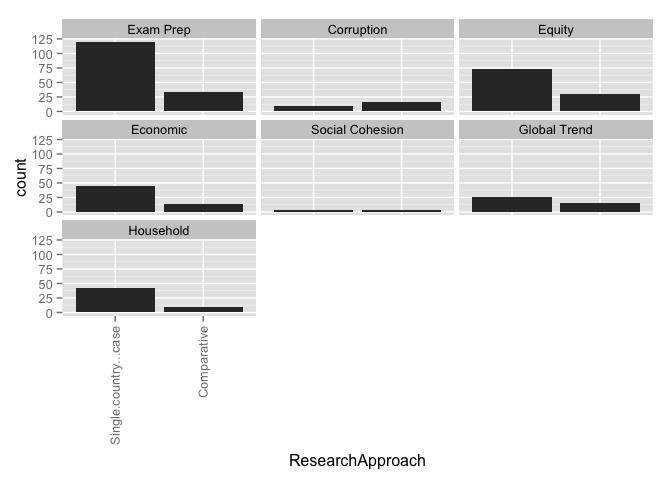 Exam Prep Corruption Equity
125
100
75
50
25
0
Economic Social Cohesion Global Trend
125
100
75
50
25
0
count
Household
125
100
75
50
25
0
Single.country...case
Comparative
ResearchApproach